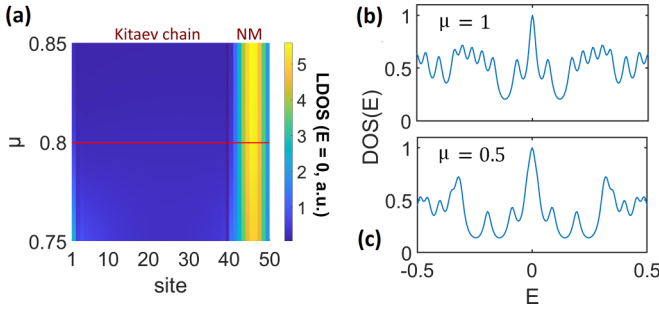 (a)
Kitaev chain NM
0.85
0.8
0.75
μ
1 10 20 30 40 50
site
5
4
3
2
1
LDOS (E = 0, a.u.)
(b)
μ = 1
1
0.5
0
μ = 0.5
1
0.5
0
(c)
DOS(E)
-0.5 0 0.5
E